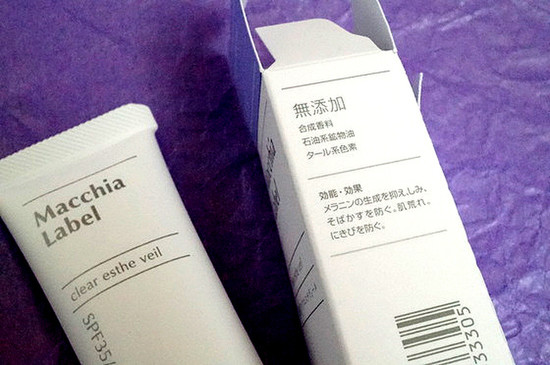 Macchia
Label
clear esthe veil
SPF35/
無添加
合成香料
石油系鉱物油
タール系色素
効能・効果
メラニンの生成を抑え、しみ、
そばかすを防ぐ。肌荒れ。
にきびを防ぐ。
33305